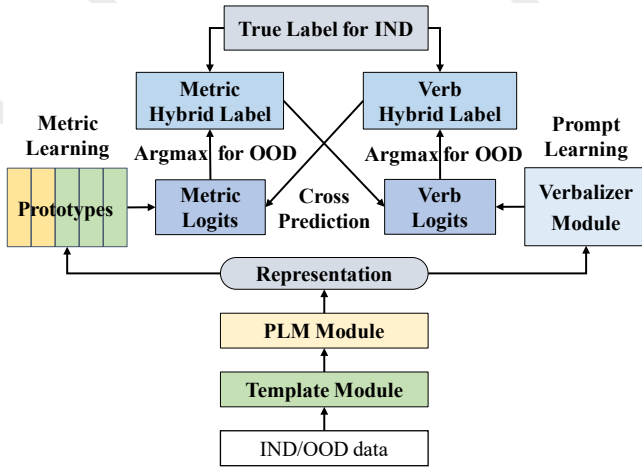 True Label for IND
Metric
Hybrid Label
Verb
Hybrid Label
Metric
Learning
Prompt
Learning
Argmax for OOD
Argmax for OOD
Prototypes
Metric
Logits
Cross
Prediction
Verb
Logits
Verbalizer
Module
Representation
PLM Module
Template Module
IND/OOD data